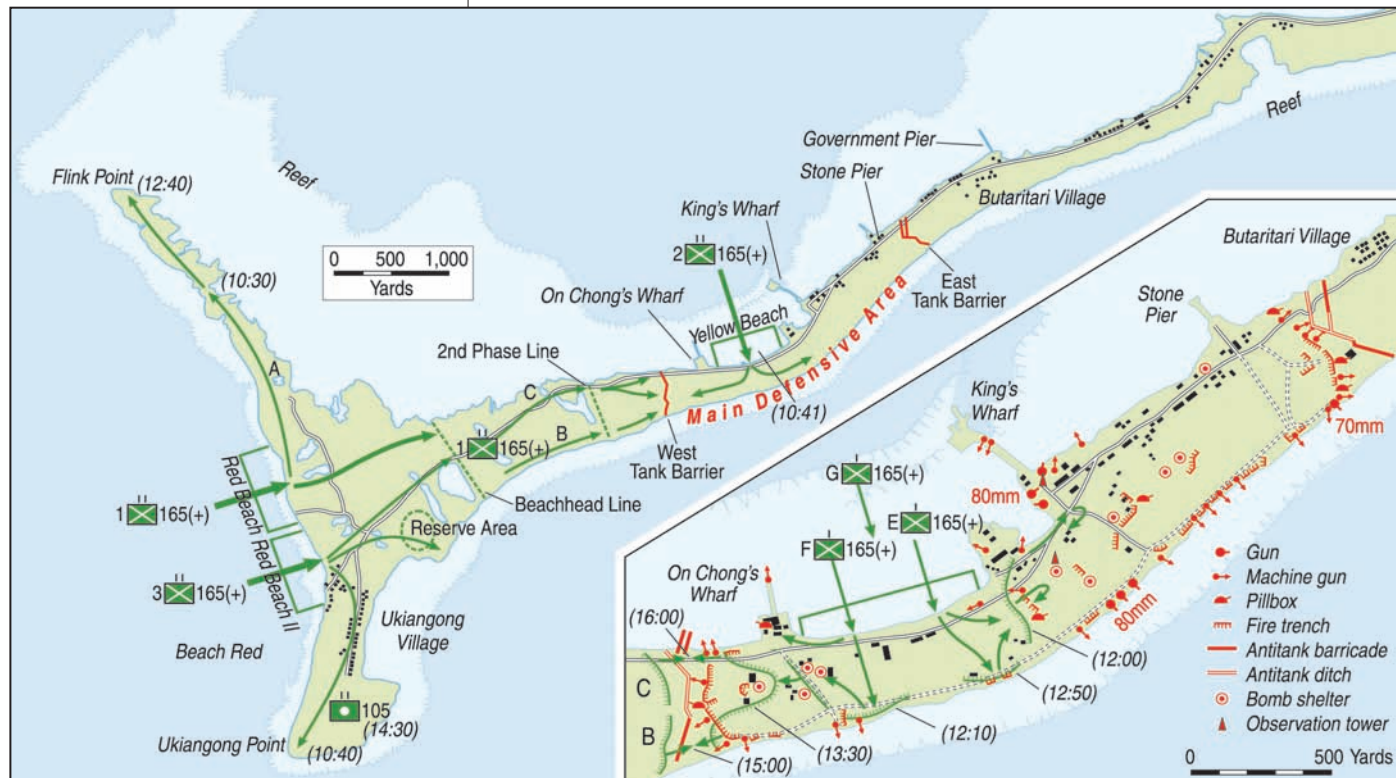 Flink Point
(12:40)
Reef
(10:30)
A
0 500 1,000
Yards
Government Pier
Stone Pier
King's Wharf
2 165(+)
On Chong's Wharf
Yellow Beach
2nd Phase Line
C
B
1 165(+)
Reef
Butaritari Village
East
Tank Barrier
Main Defensive Area
(10:41)
West
Tank Barrier
Beachhead Line
Reserve Area
Red Beach
Red Beach II
1 165(+)
3 165(+)
Beach Red
Ukiangong
Village
105
(14:30)
Ukiangong Point
(10:40)
Butaritari Village
Stone
Pier
King's
Wharf
70mm
80mm
G 165(+)
E 165(+)
F 165(+)
On Chong's
Wharf
(16:00)
80mm
(12:00)
(12:50)
(12:10)
(13:30)
(15:00)
C
B
Gun
Machine gun
Pillbox
Fire trench
Antitank barricade
Antitank ditch
Bomb shelter
Observation tower
0 500 Yards